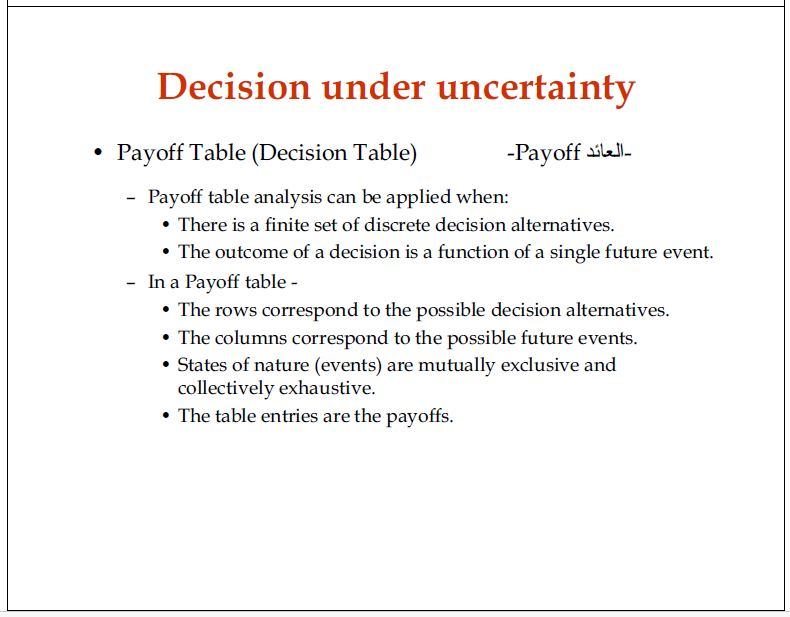 Decision under uncertainty
• Payoff Table (Decision Table) -Payoff العائد-
– Payoff table analysis can be applied when:
• There is a finite set of discrete decision alternatives.
• The outcome of a decision is a function of a single future event.
– In a Payoff table -
• The rows correspond to the possible decision alternatives.
• The columns correspond to the possible future events.
• States of nature (events) are mutually exclusive and
collectively exhaustive.
• The table entries are the payoffs.